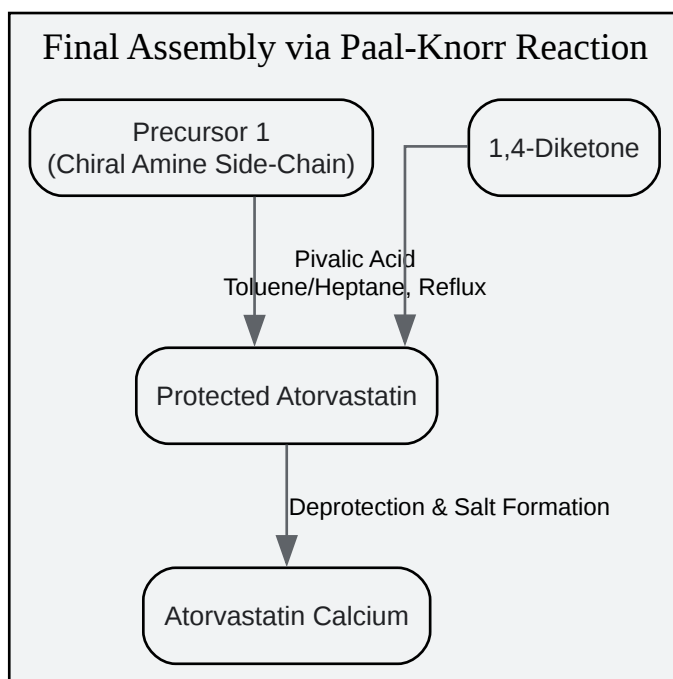 Final Assembly via Paal-Knorr Reaction
Precursor 1
(Chiral Amine Side-Chain)
1,4-Diketone
Pivalic Acid
Toluene/Heptane, Reflux
Protected Atorvastatin
Deprotection & Salt Formation
Atorvastatin Calcium